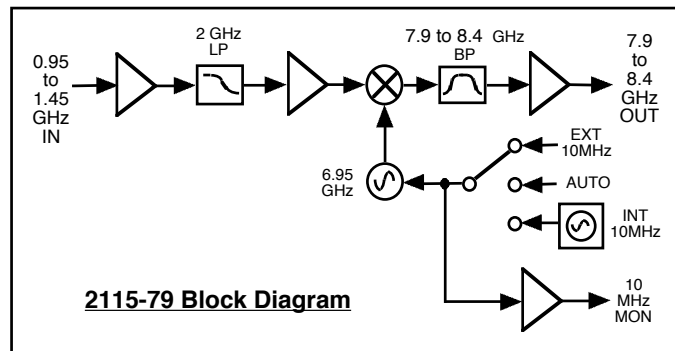 0.95
to
1.45
GHz
IN
2 GHz
LP
7.9 to 8.4 GHz
BP
7.9
to
8.4
GHz
OUT
6.95
GHz
EXT
10MHz
AUTO
INT
10MHz
10
MHz
MON
2115-79 Block Diagram